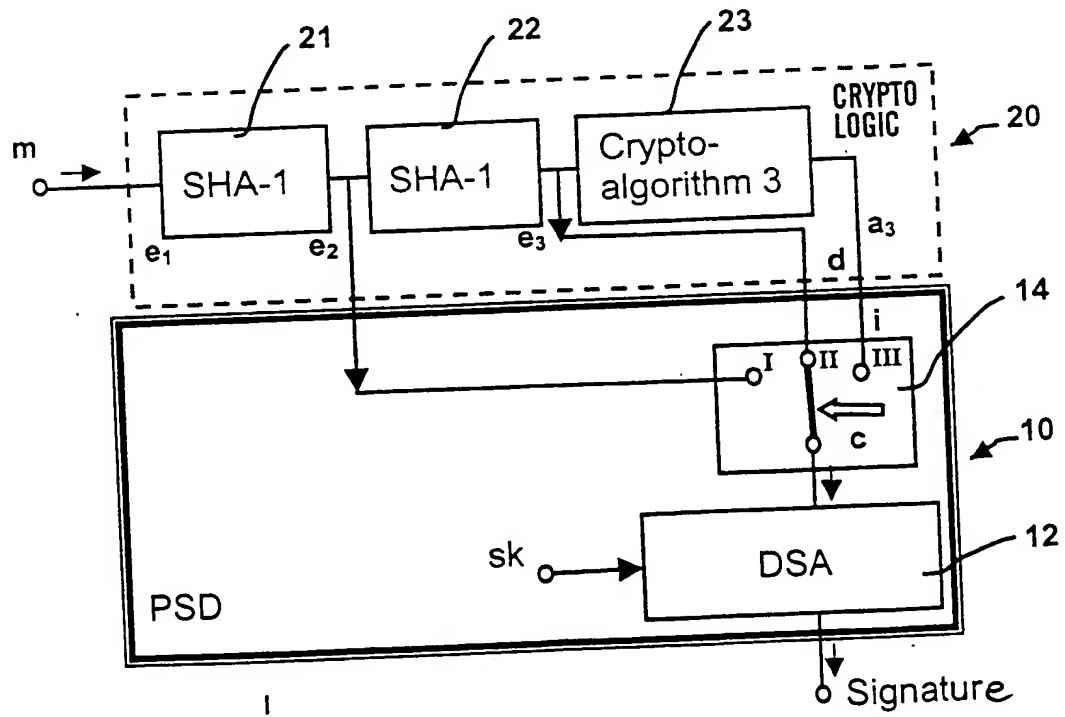 21
22
23
CRYPTO
LOGIC
20
m
SHA-1
SHA-1
Crypto-
algorithm 3
e₁
e₂
e₃
a₃
d
i
14
I
II
III
c
10
12
sk
DSA
PSD
Signature